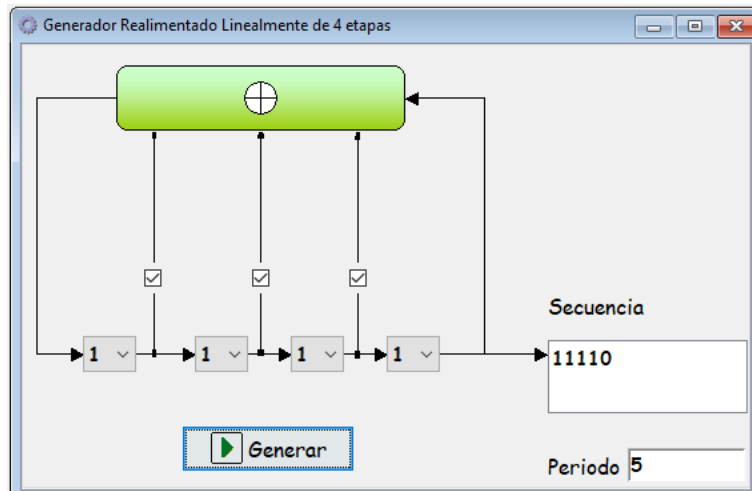 Generador Realimentado Linealmente de 4 etapas
1 1 1 1
Secuencia
11110
Generar
Periodo 5